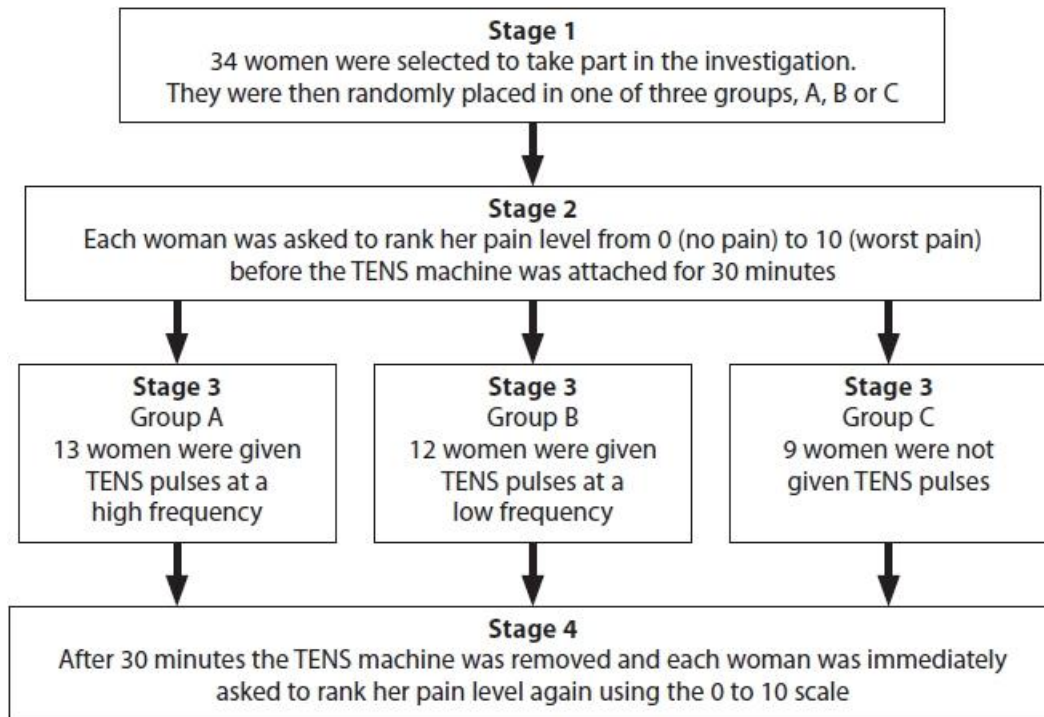 Stage 1
34 women were selected to take part in the investigation.
They were then randomly placed in one of three groups, A, B or C
Stage 2
Each woman was asked to rank her pain level from 0 (no pain) to 10 (worst pain)
before the TENS machine was attached for 30 minutes
Stage 3
Group A
13 women were given
TENS pulses at a
high frequency
Stage 3
Group B
12 women were given
TENS pulses at a
low frequency
Stage 3
Group C
9 women were not
given TENS pulses
Stage 4
After 30 minutes the TENS machine was removed and each woman was immediately
asked to rank her pain level again using the 0 to 10 scale